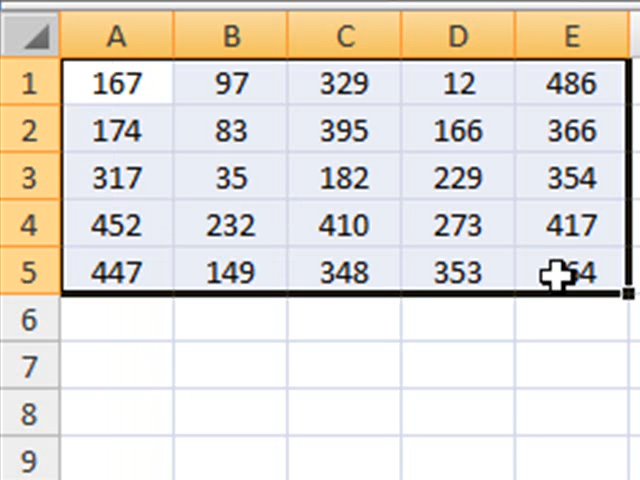 A B C D E
1 167 97 329 12 486
2 174 83 395 166 366
3 317 35 182 229 354
4 452 232 410 273 417
5 447 149 348 353
6
7
8
9